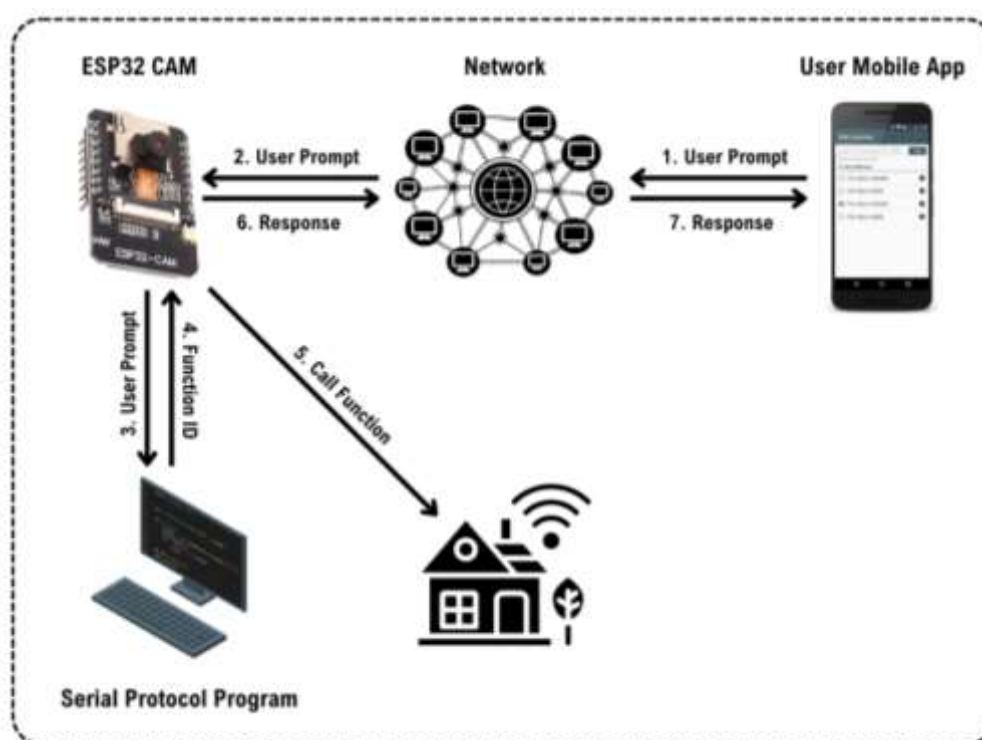 ESP32 CAM
Network
User Mobile App
2. User Prompt
1. User Prompt
6. Response
7. Response
ESP32-CAM
3. User Prompt
4. Function ID
5. Call Function
Serial Protocol Program